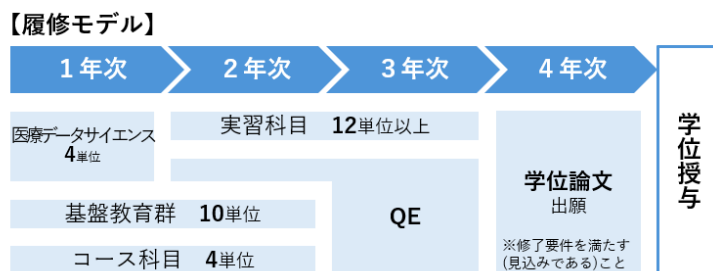 【履修モデル】
1年次
2年次
3年次
4年次
学位授与
医療データサイエンス
4単位
実習科目 12単位以上
基盤教育群 10単位
QE
コース科目 4単位
学位論文
出願
※修了要件を満たす
(見込みである)こと